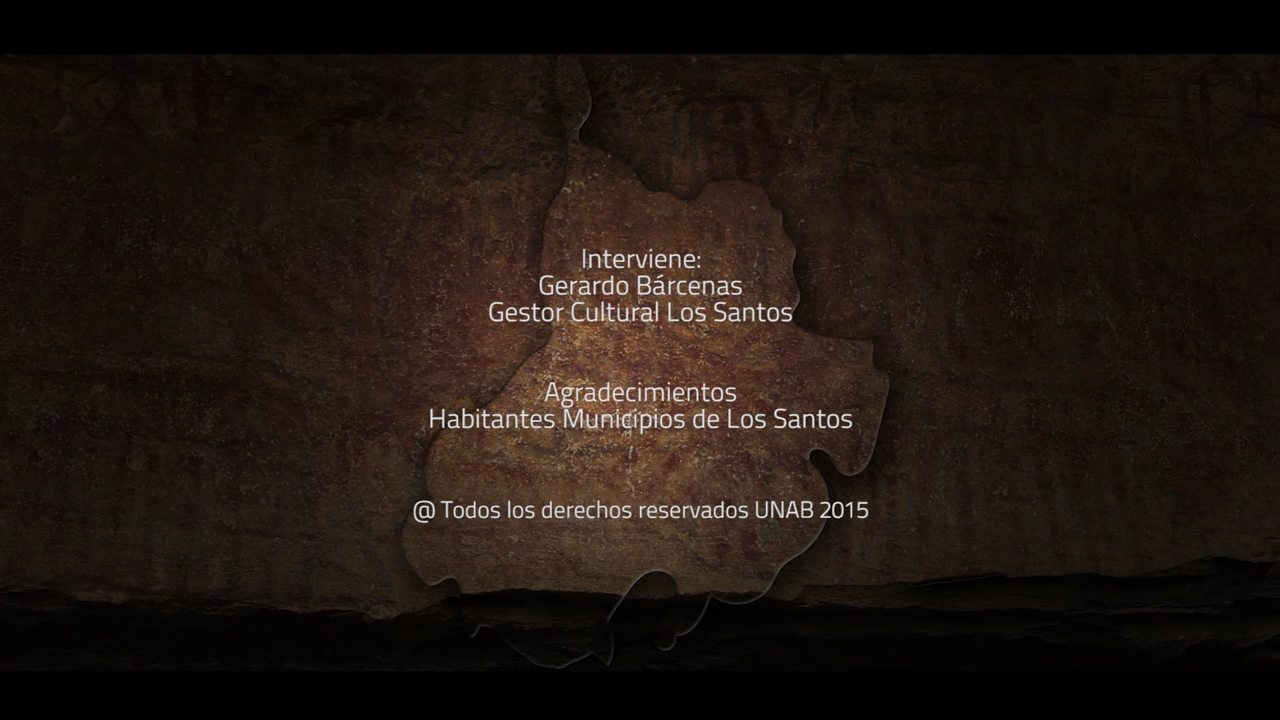 Interviene:
Gerardo Bárcenas
Gestor Cultural Los Santos
Agradecimientos
Habitantes Municipios de Los Santos
@ Todos los derechos reservados UNAB 2015